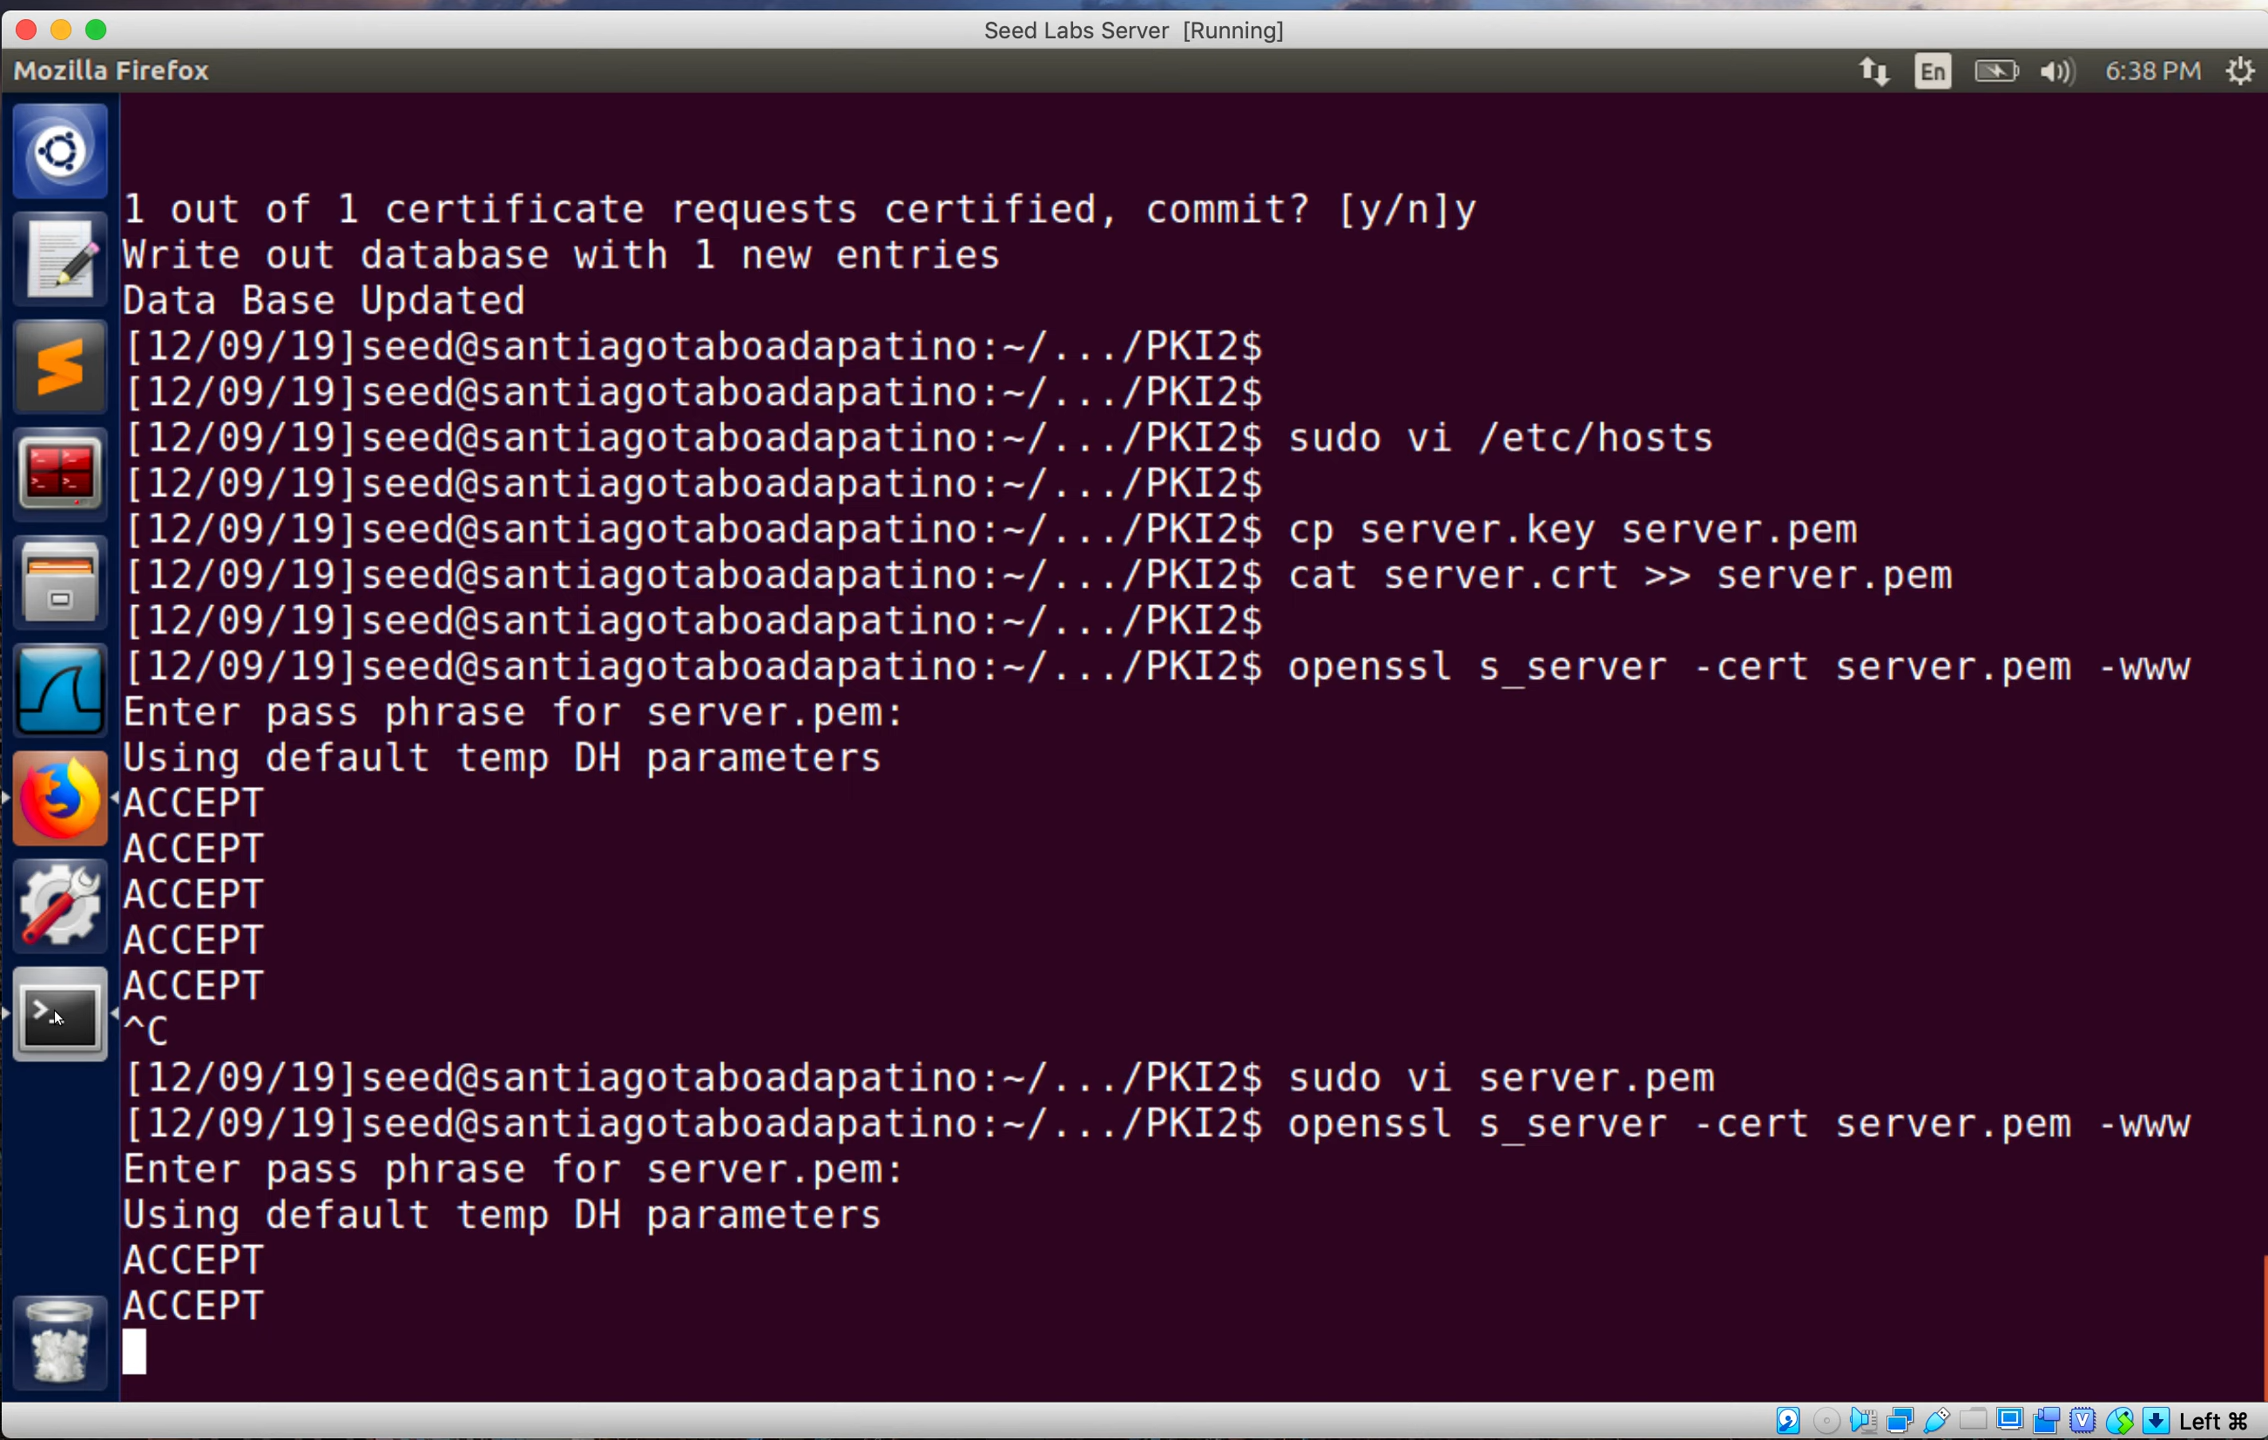 Seed Labs Server [Running]
Mozilla Firefox
En
6:38 PM
1 out of 1 certificate requests certified, commit? [y/n]y
Write out database with 1 new entries
Data Base Updated
[12/09/19]seed@santiagotaboadapatino:~/.../PKI2$
[12/09/19]seed@santiagotaboadapatino:~/.../PKI2$
[12/09/19]seed@santiagotaboadapatino:~/.../PKI2$ sudo vi /etc/hosts
[12/09/19]seed@santiagotaboadapatino:~/.../PKI2$
[12/09/19]seed@santiagotaboadapatino:~/.../PKI2$ cp server.key server.pem
[12/09/19]seed@santiagotaboadapatino:~/.../PKI2$ cat server.crt >> server.pem
[12/09/19]seed@santiagotaboadapatino:~/.../PKI2$
[12/09/19]seed@santiagotaboadapatino:~/.../PKI2$ openssl s_server -cert server.pem -www
Enter pass phrase for server.pem:
Using default temp DH parameters
ACCEPT
ACCEPT
ACCEPT
ACCEPT
ACCEPT
^C
[12/09/19]seed@santiagotaboadapatino:~/.../PKI2$ sudo vi server.pem
[12/09/19]seed@santiagotaboadapatino:~/.../PKI2$ openssl s_server -cert server.pem -www
Enter pass phrase for server.pem:
Using default temp DH parameters
ACCEPT
ACCEPT
Left ⌘